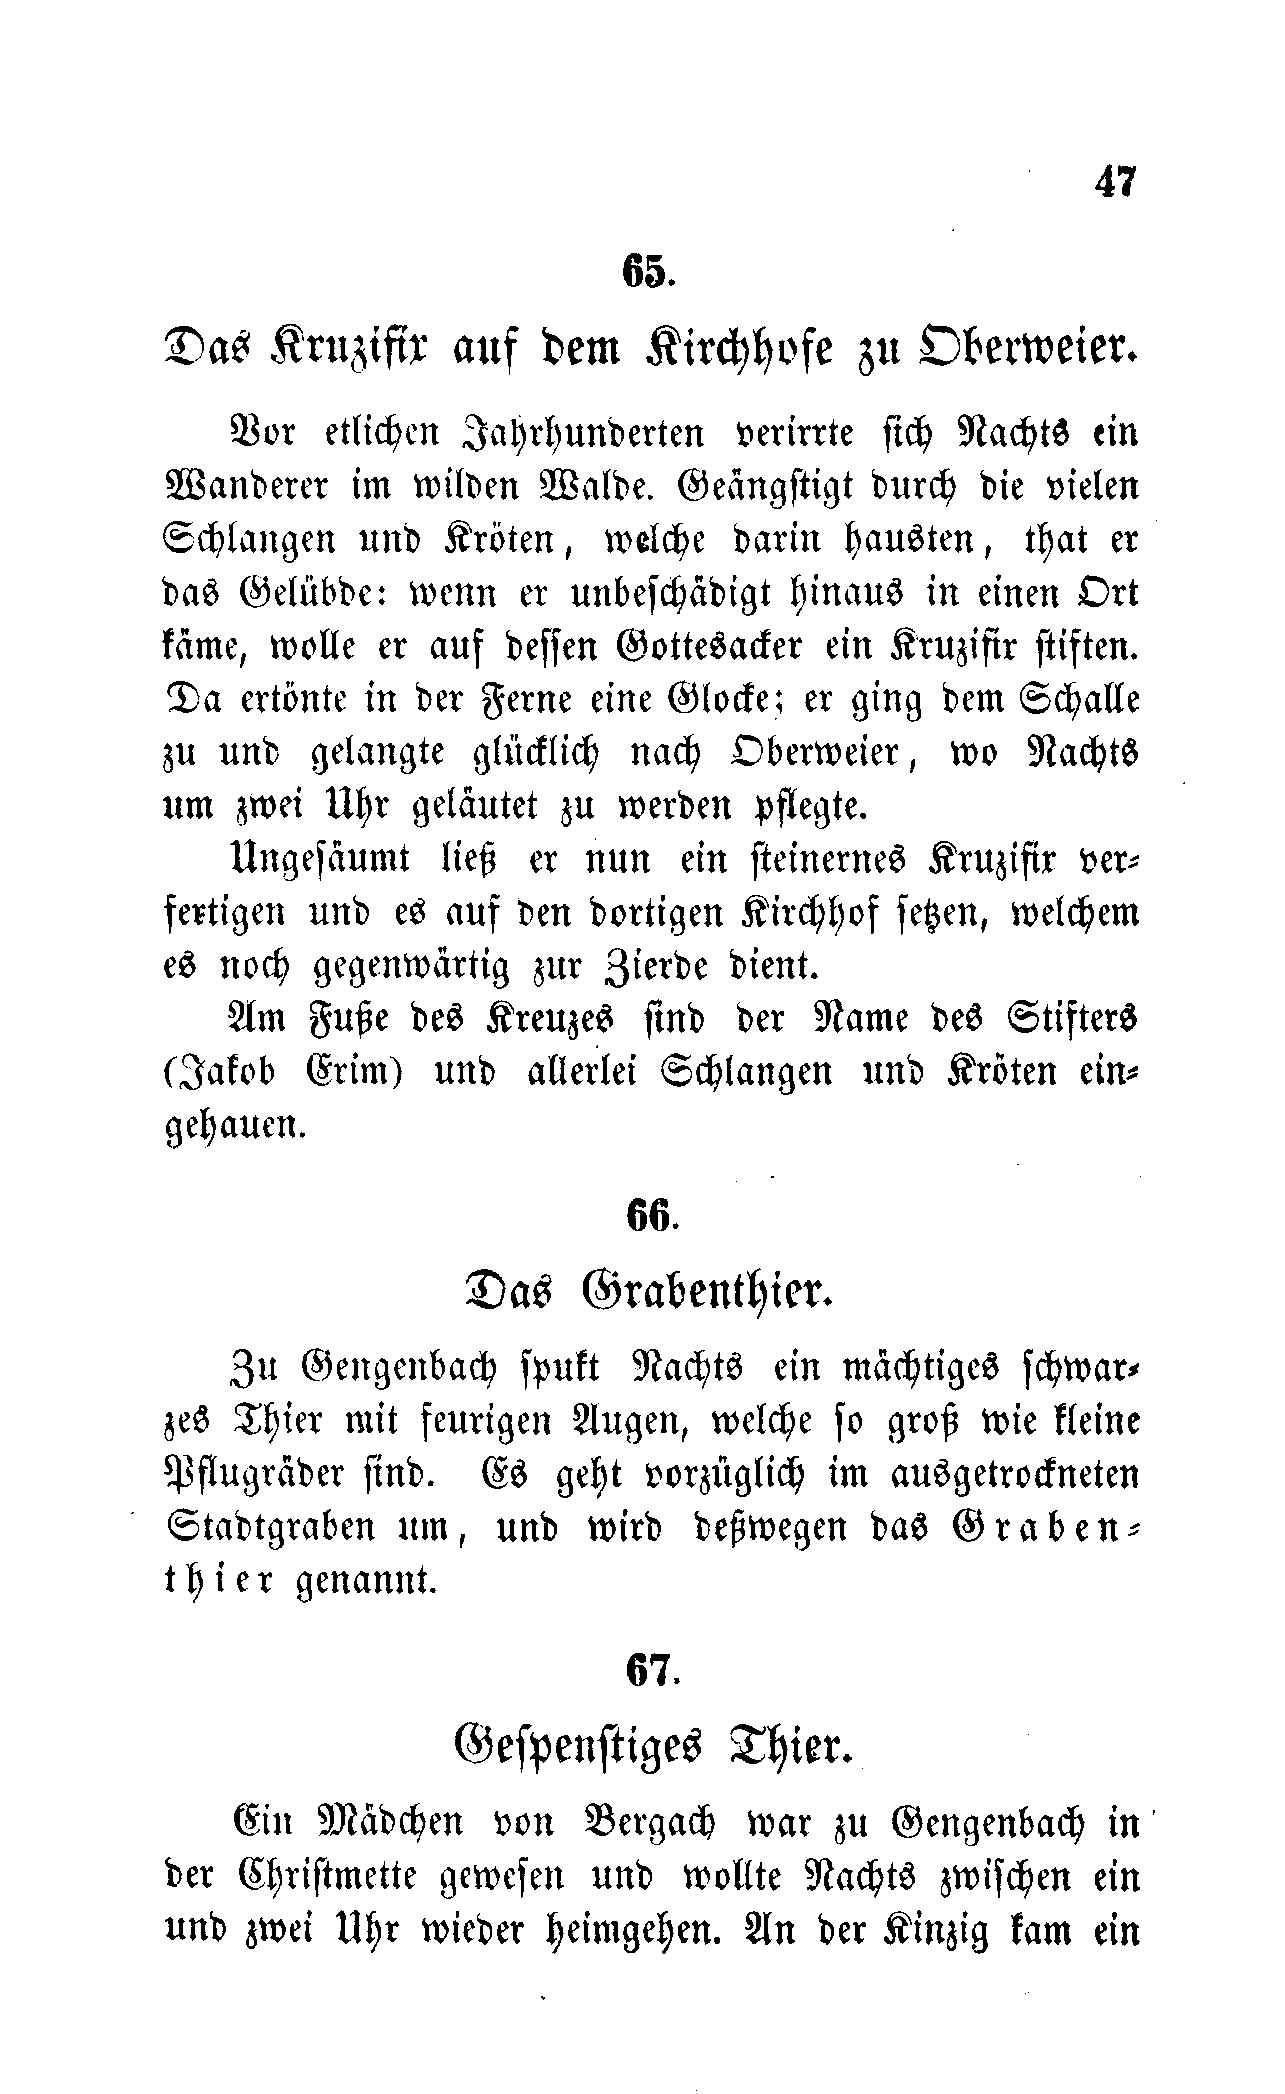 47
65.
Das Kruzifix auf dem Kirchhofe zu Oberweier.
Vor etlichen Jahrhunderten verirrte sich Nachts ein
Wanderer im wilden Walde. Geängstigt durch die vielen
Schlangen und Kröten, welche darin hausten, that er
das Gelübde: wenn er unbeschädigt hinaus in einen Ort
käme, wolle er auf dessen Gottesacker ein Kruzifix stiften.
Da ertönte in der Ferne eine Glocke; er ging dem Schalle
zu und gelangte glücklich nach Oberweier, wo Nachts
um zwei Uhr geläutet zu werden pflegte.
Ungesäumt ließ er nun ein steinernes Kruzifix ver-
fertigen und es auf den dortigen Kirchhof setzen, welchem
es noch gegenwärtig zur Zierde dient.
Am Fuße des Kreuzes sind der Name des Stifters
(Jakob Erim) und allerlei Schlangen und Kröten ein-
gehauen.
66.
Das Grabenthier.
Zu Gengenbach spukt Nachts ein mächtiges schwar-
zes Thier mit feurigen Augen, welche so groß wie kleine
Pflugräder sind. Es geht vorzüglich im ausgetrockneten
Stadtgraben um, und wird deßwegen das Graben-
thier genannt.
67.
Gespenstiges Thier.
Ein Mädchen von Bergach war zu Gengenbach in
der Christmette gewesen und wollte Nachts zwischen ein
und zwei Uhr wieder heimgehen. An der Kinzig kam ein